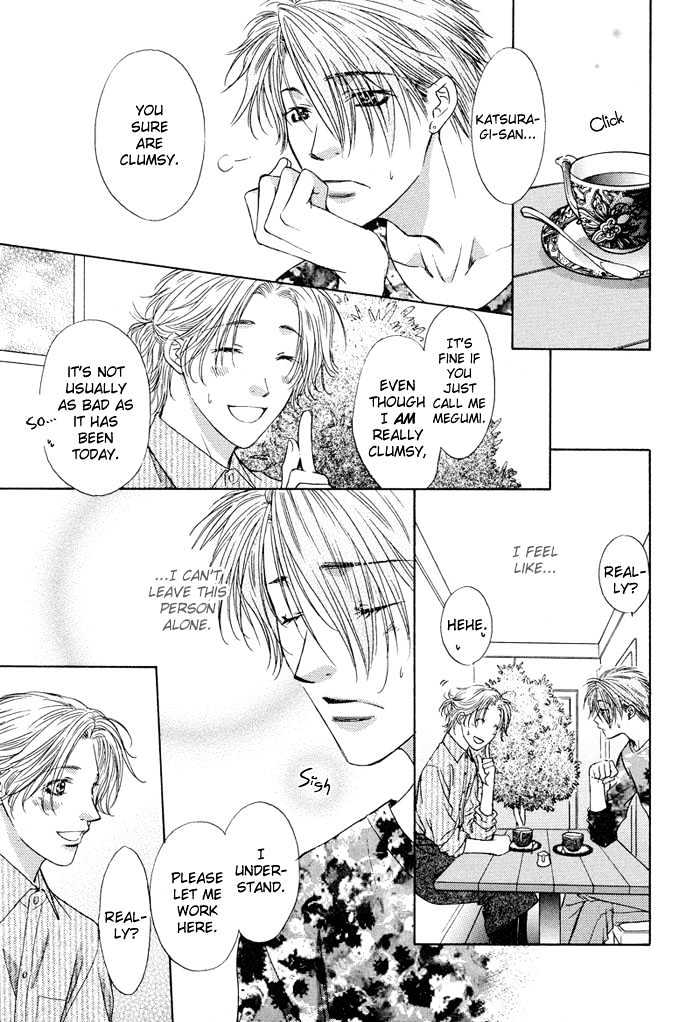 Click
KATSURA-
GI-SAN...
YOU
SURE
ARE
CLUMSY.
IT'S
FINE IF
YOU
JUST
CALL ME
MEGUMI.
EVEN
THOUGH
I AM
REALLY
CLUMSY,
IT'S NOT
USUALLY
AS BAD AS
IT HAS
BEEN
TODAY.
SO...
REAL-
LY?
I FEEL
LIKE...
HEHE.
...I CAN'T
LEAVE THIS
PERSON
ALONE.
Sigh
I
UNDER-
STAND.
PLEASE
LET ME
WORK
HERE.
REAL-
LY?